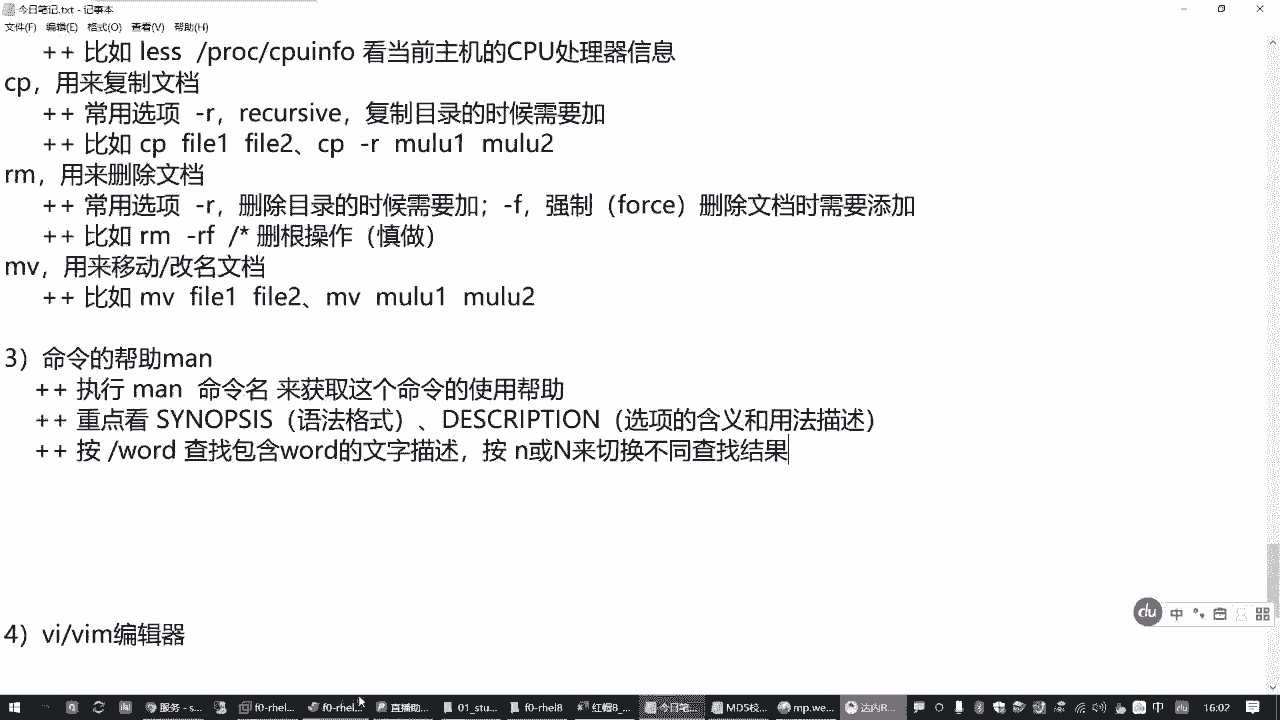 今日笔记.txt - 记事本
文件(F) 编辑(E) 格式(O) 查看(V) 帮助(H)
++ 比如 less /proc/cpuinfo 看当前主机的CPU处理器信息
cp，用来复制文档
++ 常用选项 -r，recursive，复制目录的时候需要加
++ 比如 cp file1 file2、cp -r mulu1 mulu2
rm，用来删除文档
++ 常用选项 -r，删除目录的时候需要加；-f，强制（force）删除文档时需要添加
++ 比如 rm -rf /* 删根操作（慎做）
mv，用来移动/改名文档
++ 比如 mv file1 file2、mv mulu1 mulu2
3）命令的帮助man
++ 执行 man 命令名 来获取这个命令的使用帮助
++ 重点看 SYNOPSIS（语法格式）、DESCRIPTION（选项的含义和用法描述）
++ 按 /word 查找包含word的文字描述，按 n或N来切换不同查找结果
du 中
4）vi/vim编辑器
服务 - s... f0-rhel... f0-rhel... 直播助... 01_stu... f0-rhel8 红帽8_... 今日笔... MD5校... mp.we... 达内R... 中 16:02